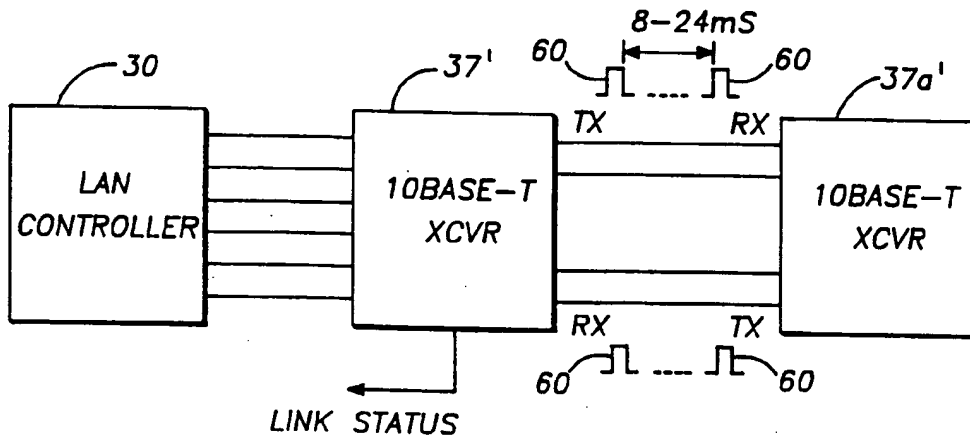 8-24mS
30
37'
60
60
37a'
TX
RX
LAN
CONTROLLER
10BASE-T
XCVR
10BASE-T
XCVR
RX
TX
60
60
LINK STATUS